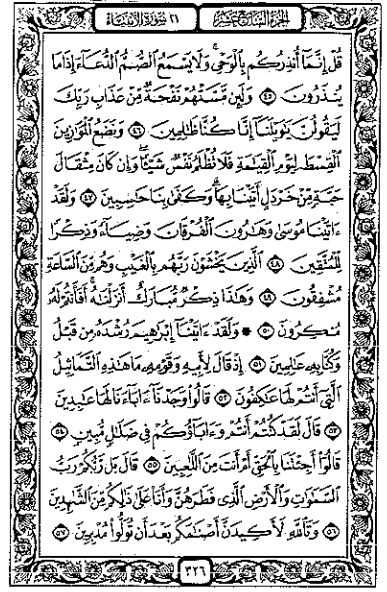 الجزء السابع عشر ٢١ سورة الأنبياء
قُلْ إِنَّمَآ أُنذِرُكُم بِٱلْوَحْىِ ۚ وَلَا يَسْمَعُ ٱلصُّمُّ ٱلدُّعَآءَ إِذَا مَا
يُنذَرُونَ ٤٥ وَلَئِن مَّسَّتْهُمْ نَفْحَةٌ مِّنْ عَذَابِ رَبِّكَ
لَيَقُولُنَّ يَٰوَيْلَنَآ إِنَّا كُنَّا ظَٰلِمِينَ ٤٦ وَنَضَعُ ٱلْمَوَٰزِينَ
ٱلْقِسْطَ لِيَوْمِ ٱلْقِيَٰمَةِ فَلَا تُظْلَمُ نَفْسٌ شَيْـًٔا ۖ وَإِن كَانَ مِثْقَالَ
حَبَّةٍ مِّنْ خَرْدَلٍ أَتَيْنَا بِهَا ۗ وَكَفَىٰ بِنَا حَٰسِبِينَ ٤٧ وَلَقَدْ
ءَاتَيْنَا مُوسَىٰ وَهَٰرُونَ ٱلْفُرْقَانَ وَضِيَآءً وَذِكْرًا
لِّلْمُتَّقِينَ ٤٨ ٱلَّذِينَ يَخْشَوْنَ رَبَّهُم بِٱلْغَيْبِ وَهُم مِّنَ ٱلسَّاعَةِ
مُشْفِقُونَ ٤٩ وَهَٰذَا ذِكْرٌ مُّبَارَكٌ أَنزَلْنَٰهُ ۚ أَفَأَنتُمْ لَهُۥ
مُنكِرُونَ ٥٠ ۞ وَلَقَدْ ءَاتَيْنَآ إِبْرَٰهِيمَ رُشْدَهُۥ مِن قَبْلُ
وَكُنَّا بِهِۦ عَٰلِمِينَ ٥١ إِذْ قَالَ لِأَبِيهِ وَقَوْمِهِۦ مَا هَٰذِهِ ٱلتَّمَاثِيلُ
ٱلَّتِىٓ أَنتُمْ لَهَا عَٰكِفُونَ ٥٢ قَالُوا۟ وَجَدْنَآ ءَابَآءَنَا لَهَا عَٰبِدِينَ
٥٣ قَالَ لَقَدْ كُنتُمْ أَنتُمْ وَءَابَآؤُكُمْ فِى ضَلَٰلٍ مُّبِينٍ ٥٤
قَالُوٓا۟ أَجِئْتَنَا بِٱلْحَقِّ أَمْ أَنتَ مِنَ ٱللَّٰعِبِينَ ٥٥ قَالَ بَل رَّبُّكُمْ رَبُّ
ٱلسَّمَٰوَٰتِ وَٱلْأَرْضِ ٱلَّذِى فَطَرَهُنَّ وَأَنَا۠ عَلَىٰ ذَٰلِكُم مِّنَ ٱلشَّٰهِدِينَ
٥٦ وَتَٱللَّهِ لَأَكِيدَنَّ أَصْنَٰمَكُم بَعْدَ أَن تُوَلُّوا۟ مُدْبِرِينَ ٥٧
٣٢٦